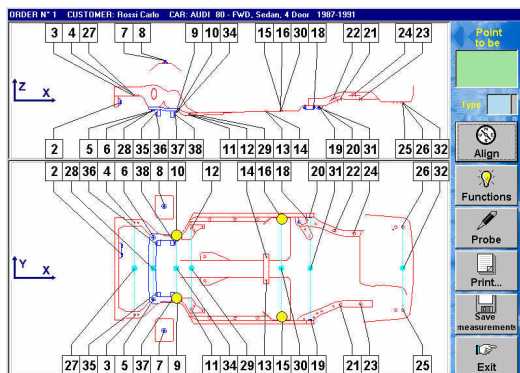 ORDER N° 1 CUSTOMER: Rossi Carlo CAR: AUDI 80 - FWD, Sedan, 4 Door 1987-1991
3 4 27 7 8 9 10 34 15 16 30 18 22 21 24 23
Z
X
5 6 28 35 36 37 38 11 12 29 13 14 19 20 31 25 26 32
2
2 28 36 4 6 38 8 10 12 14 16 18 20 31 22 24 26 32
Y
X
27 35 3 5 37 7 9 11 34 29 13 15 30 19 21 23 25
Point
to be
Type
Align
Functions
Probe
Print...
Save
measurements
Exit